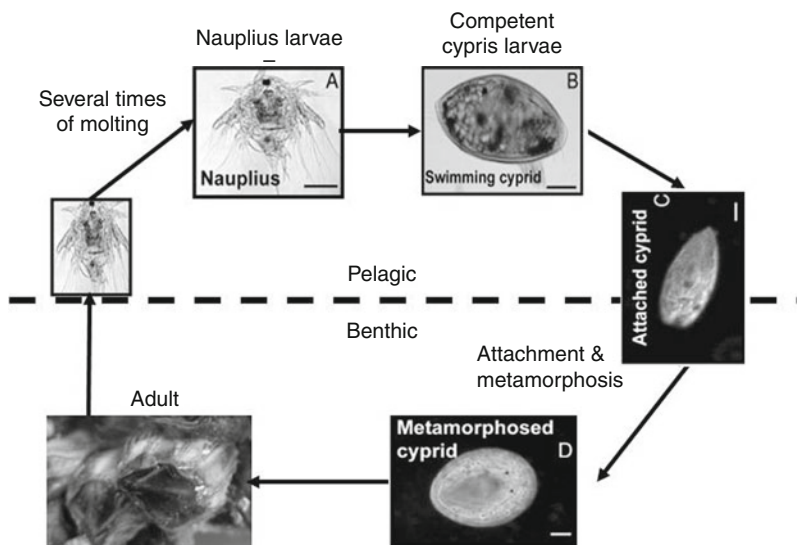 Nauplius larvae
–
Competent
cypris larvae
Several times
of molting
A
Nauplius
B
Swimming cyprid
C
Attached cyprid
Pelagic
Benthic
Attachment &
metamorphosis
Adult
Metamorphosed
cyprid
D